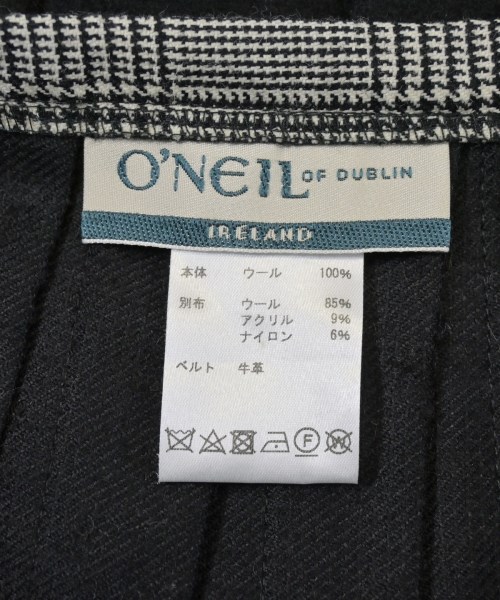 O'NEIL OF DUBLIN
IRELAND
本体 ウール 100%
別布 ウール 85%
アクリル 9%
ナイロン 6%
ベルト 牛革
F W